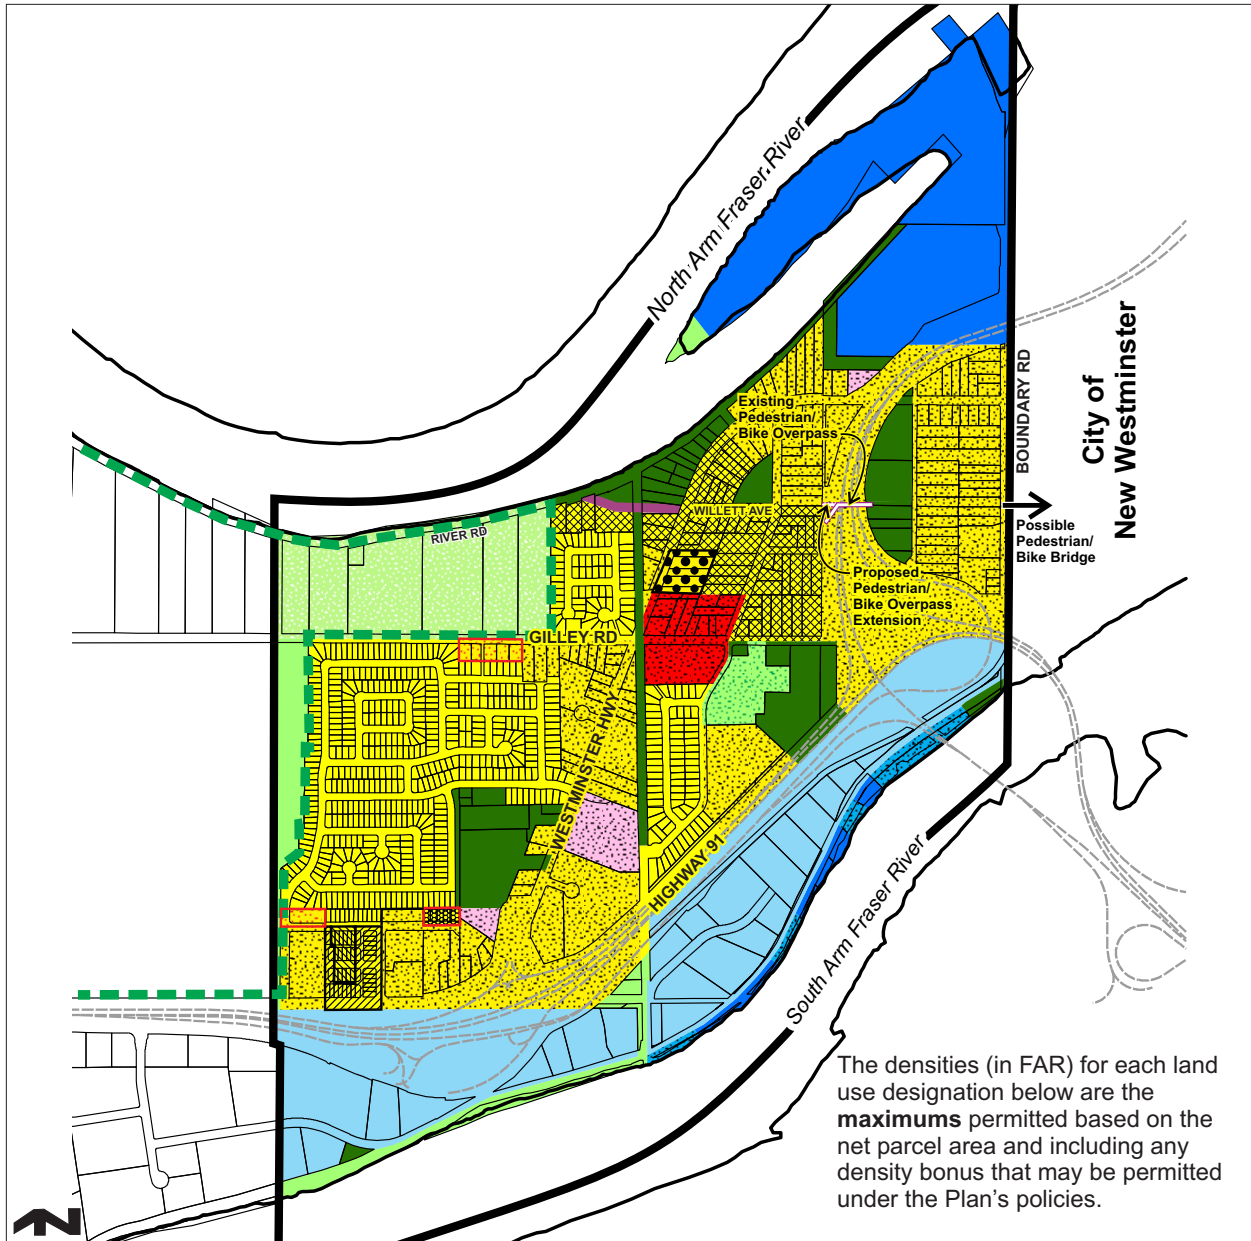 North Arm Fraser River
City of
New Westminster
BOUNDARY RD
Existing
Pedestrian/
Bike Overpass
WILLETT AVE
Possible
Pedestrian/
Bike Bridge
RIVER RD
Proposed
Pedestrian/
Bike Overpass
Extension
GILLEY RD
WESTMINSTER HWY
HIGHWAY 91
South Arm Fraser River
The densities (in FAR) for each land
use designation below are the
maximums permitted based on the
net parcel area and including any
density bonus that may be permitted
under the Plan's policies.
N